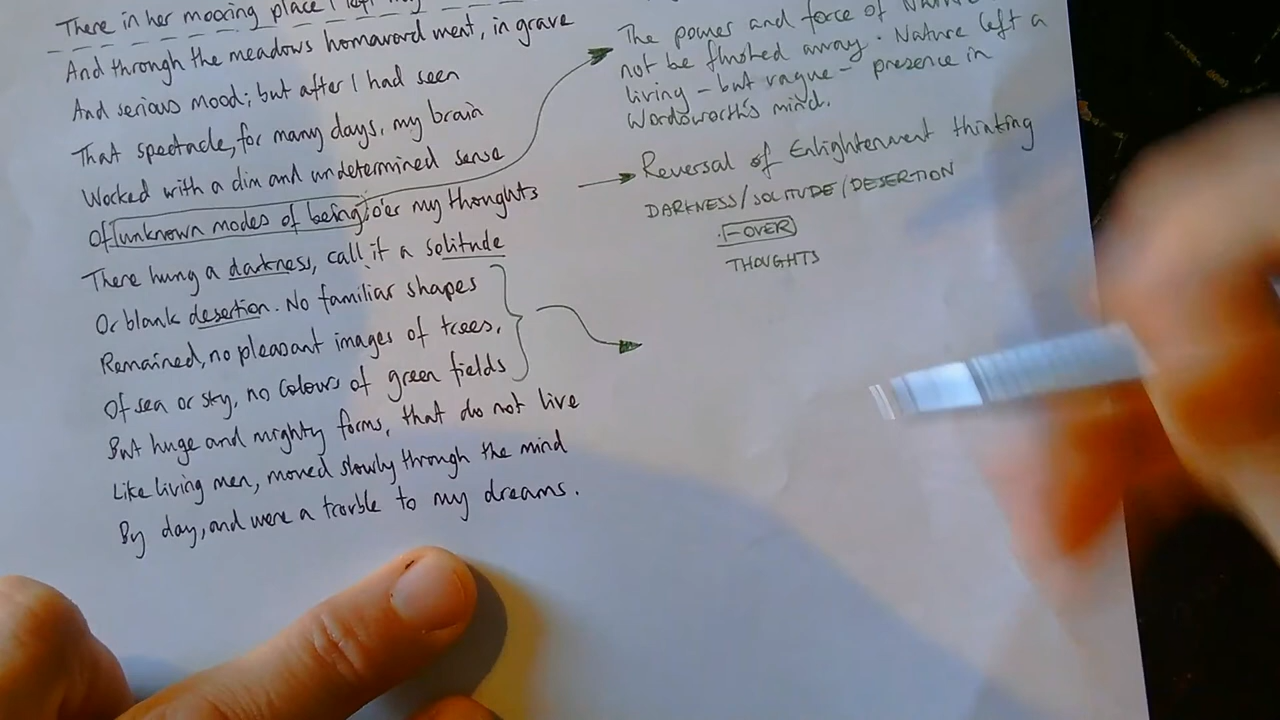 There in her mooring place I left my
And through the meadows homeward went, in grave
And serious mood; but after I had seen
That spectacle, for many days, my brain
Worked with a dim and undetermined sense
Of unknown modes of being; o'er my thoughts
There hung a darkness, call it a solitude
Or blank desertion. No familiar shapes
Remained, no pleasant images of trees,
Of sea or sky, no colours of green fields
But huge and mighty forms, that do not live
Like living men, moved slowly through the mind
By day, and were a trouble to my dreams.
The power and force of
not be flushed away. Nature left a
living - but vague - presence in
Wordsworth's mind.
Reversal of Enlightenment thinking
DARKNESS/SOLITUDE/DESERTION
- OVER
THOUGHTS